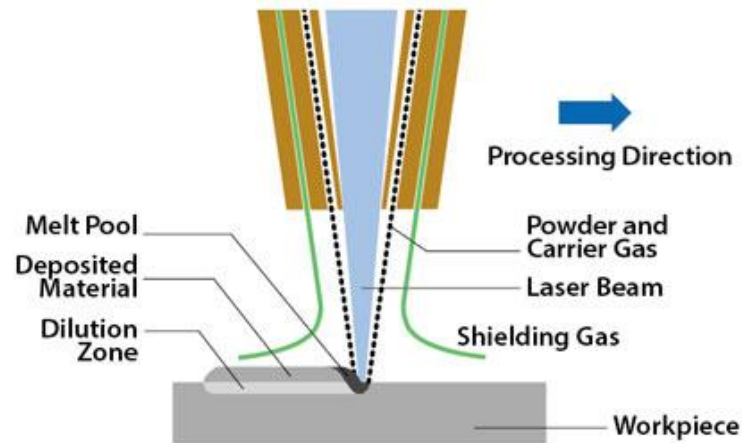 Processing Direction
Melt Pool
Deposited
Material
Dilution
Zone
Powder and
Carrier Gas
Laser Beam
Shielding Gas
Workpiece